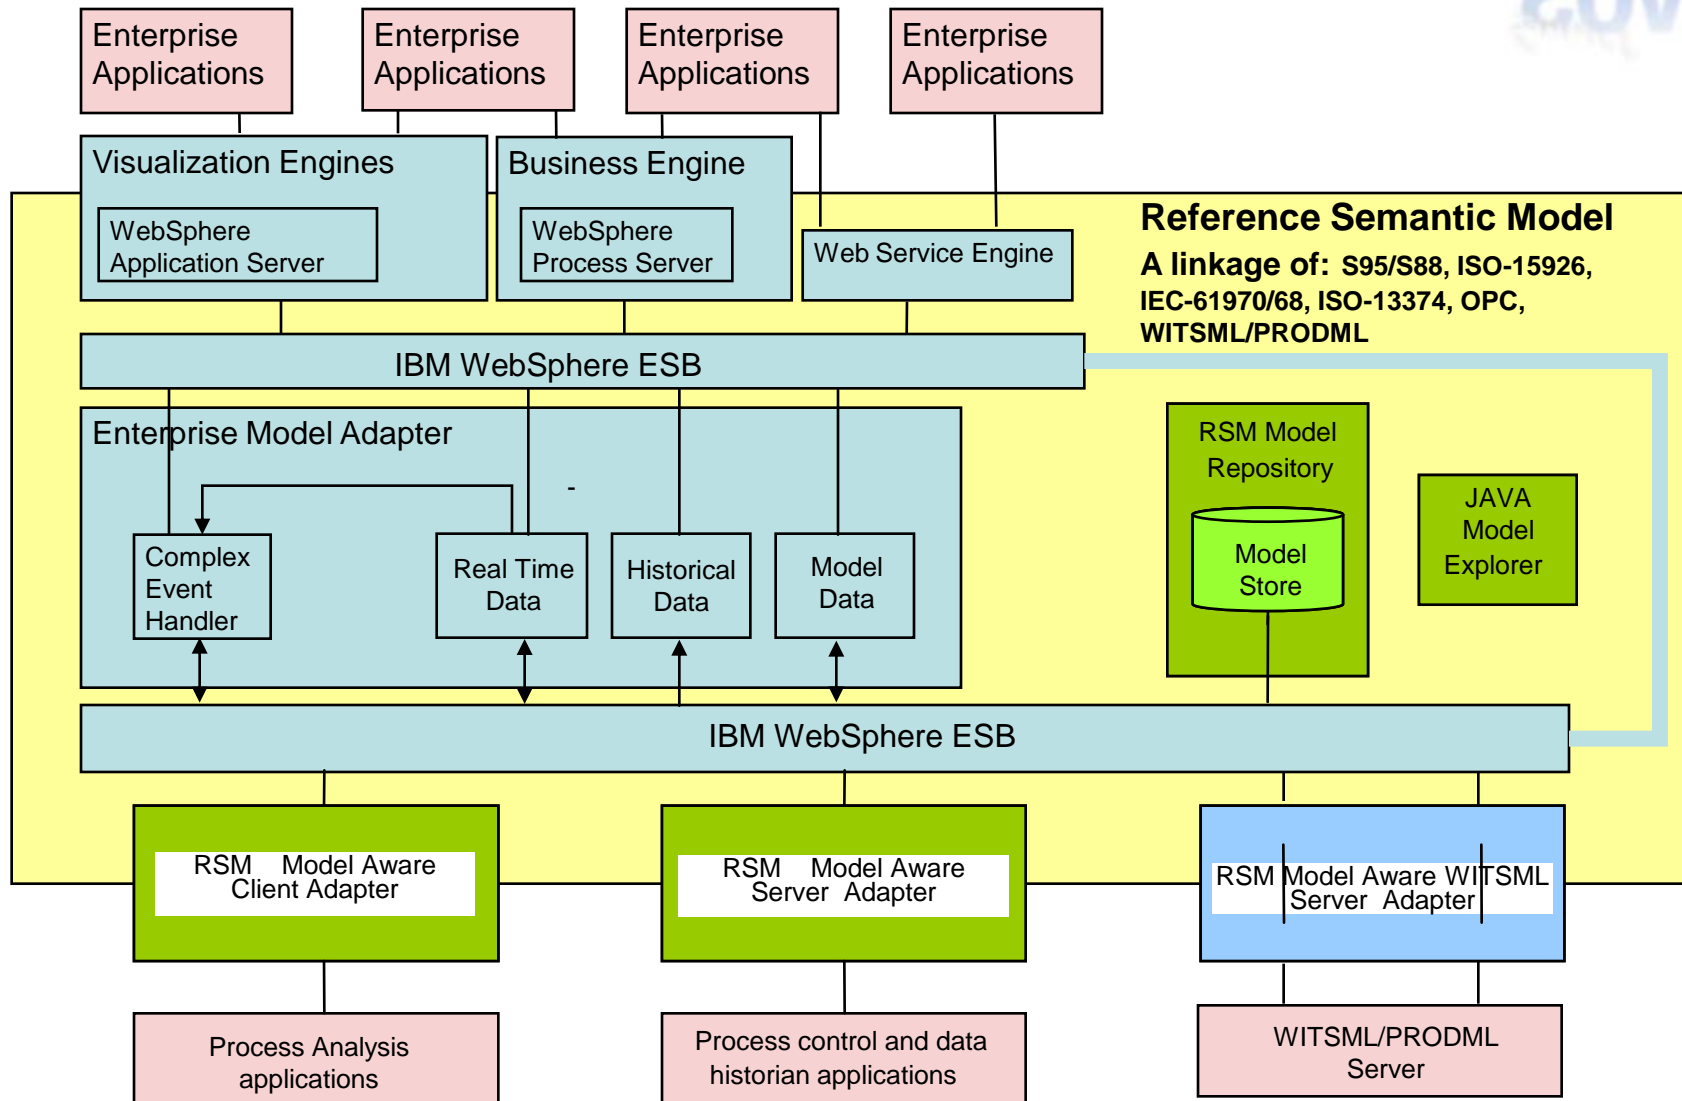 Enterprise
Applications
Enterprise
Applications
Enterprise
Applications
Enterprise
Applications
Visualization Engines
WebSphere
Application Server
Business Engine
WebSphere
Process Server
Web Service Engine
Reference Semantic Model
A linkage of: S95/S88, ISO-15926,
IEC-61970/68, ISO-13374, OPC,
WITSML/PRODML
IBM WebSphere ESB
Enterprise Model Adapter
-
Complex
Event
Handler
Real Time
Data
Historical
Data
Model
Data
RSM Model
Repository
Model
Store
JAVA
Model
Explorer
IBM WebSphere ESB
RSM Model Aware
Client Adapter
RSM Model Aware
Server Adapter
RSM Model Aware WITSML
Server Adapter
Process Analysis
applications
Process control and data
historian applications
WITSML/PRODML
Server